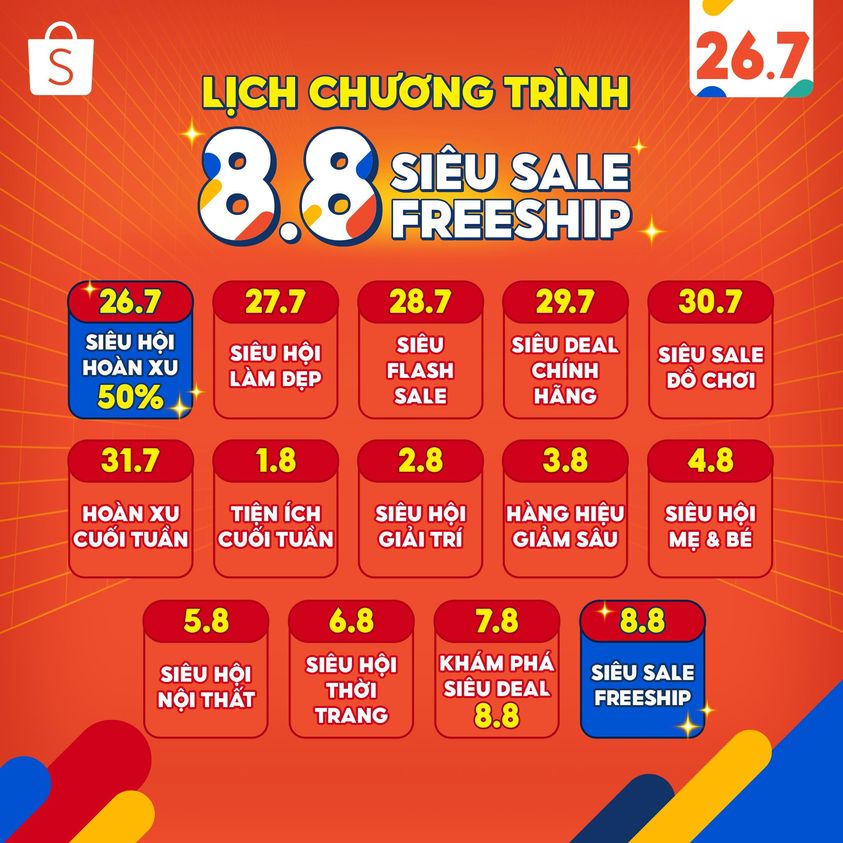 S
26.7
LỊCH CHƯƠNG TRÌNH
8.8
SIÊU SALE
FREESHIP
26.7
SIÊU HỘI
HOÀN XU
50%
27.7
SIÊU HỘI
LÀM ĐẸP
28.7
SIÊU
FLASH
SALE
29.7
SIÊU DEAL
CHÍNH
HÃNG
30.7
SIÊU SALE
ĐỒ CHƠI
31.7
HOÀN XU
CUỐI TUẦN
1.8
TIỆN ÍCH
CUỐI TUẦN
2.8
SIÊU HỘI
GIẢI TRÍ
3.8
HÀNG HIỆU
GIẢM SÂU
4.8
SIÊU HỘI
MẸ & BÉ
5.8
SIÊU HỘI
NỘI THẤT
6.8
SIÊU HỘI
THỜI
TRANG
7.8
KHÁM PHÁ
SIÊU DEAL
8.8
8.8
SIÊU SALE
FREESHIP